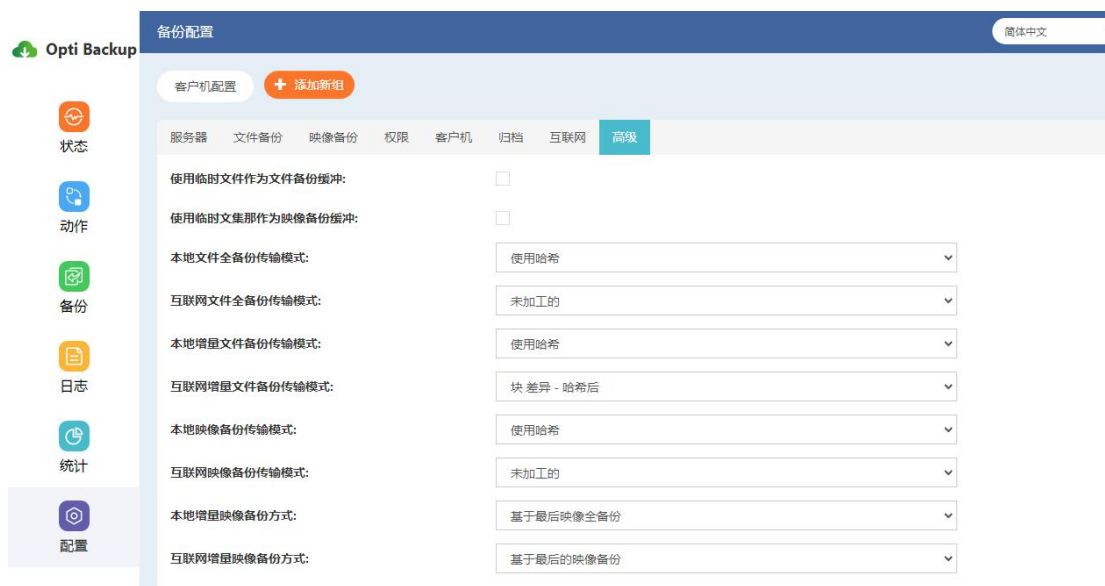 备份配置
简体中文
Opti Backup
客户机配置
+ 添加新组
服务器 文件备份 映像备份 权限 客户机 归档 互联网 高级
状态
使用临时文件作为文件备份缓冲:
使用临时文集那作为映像备份缓冲:
动作
本地文件全备份传输模式: 使用哈希
互联网文件全备份传输模式: 未加工的
备份
本地增量文件备份传输模式: 使用哈希
互联网增量文件备份传输模式: 块 差异 - 哈希后
日志
本地映像备份传输模式: 使用哈希
互联网映像备份传输模式: 未加工的
统计
本地增量映像备份方式: 基于最后映像全备份
配置
互联网增量映像备份方式: 基于最后的映像备份